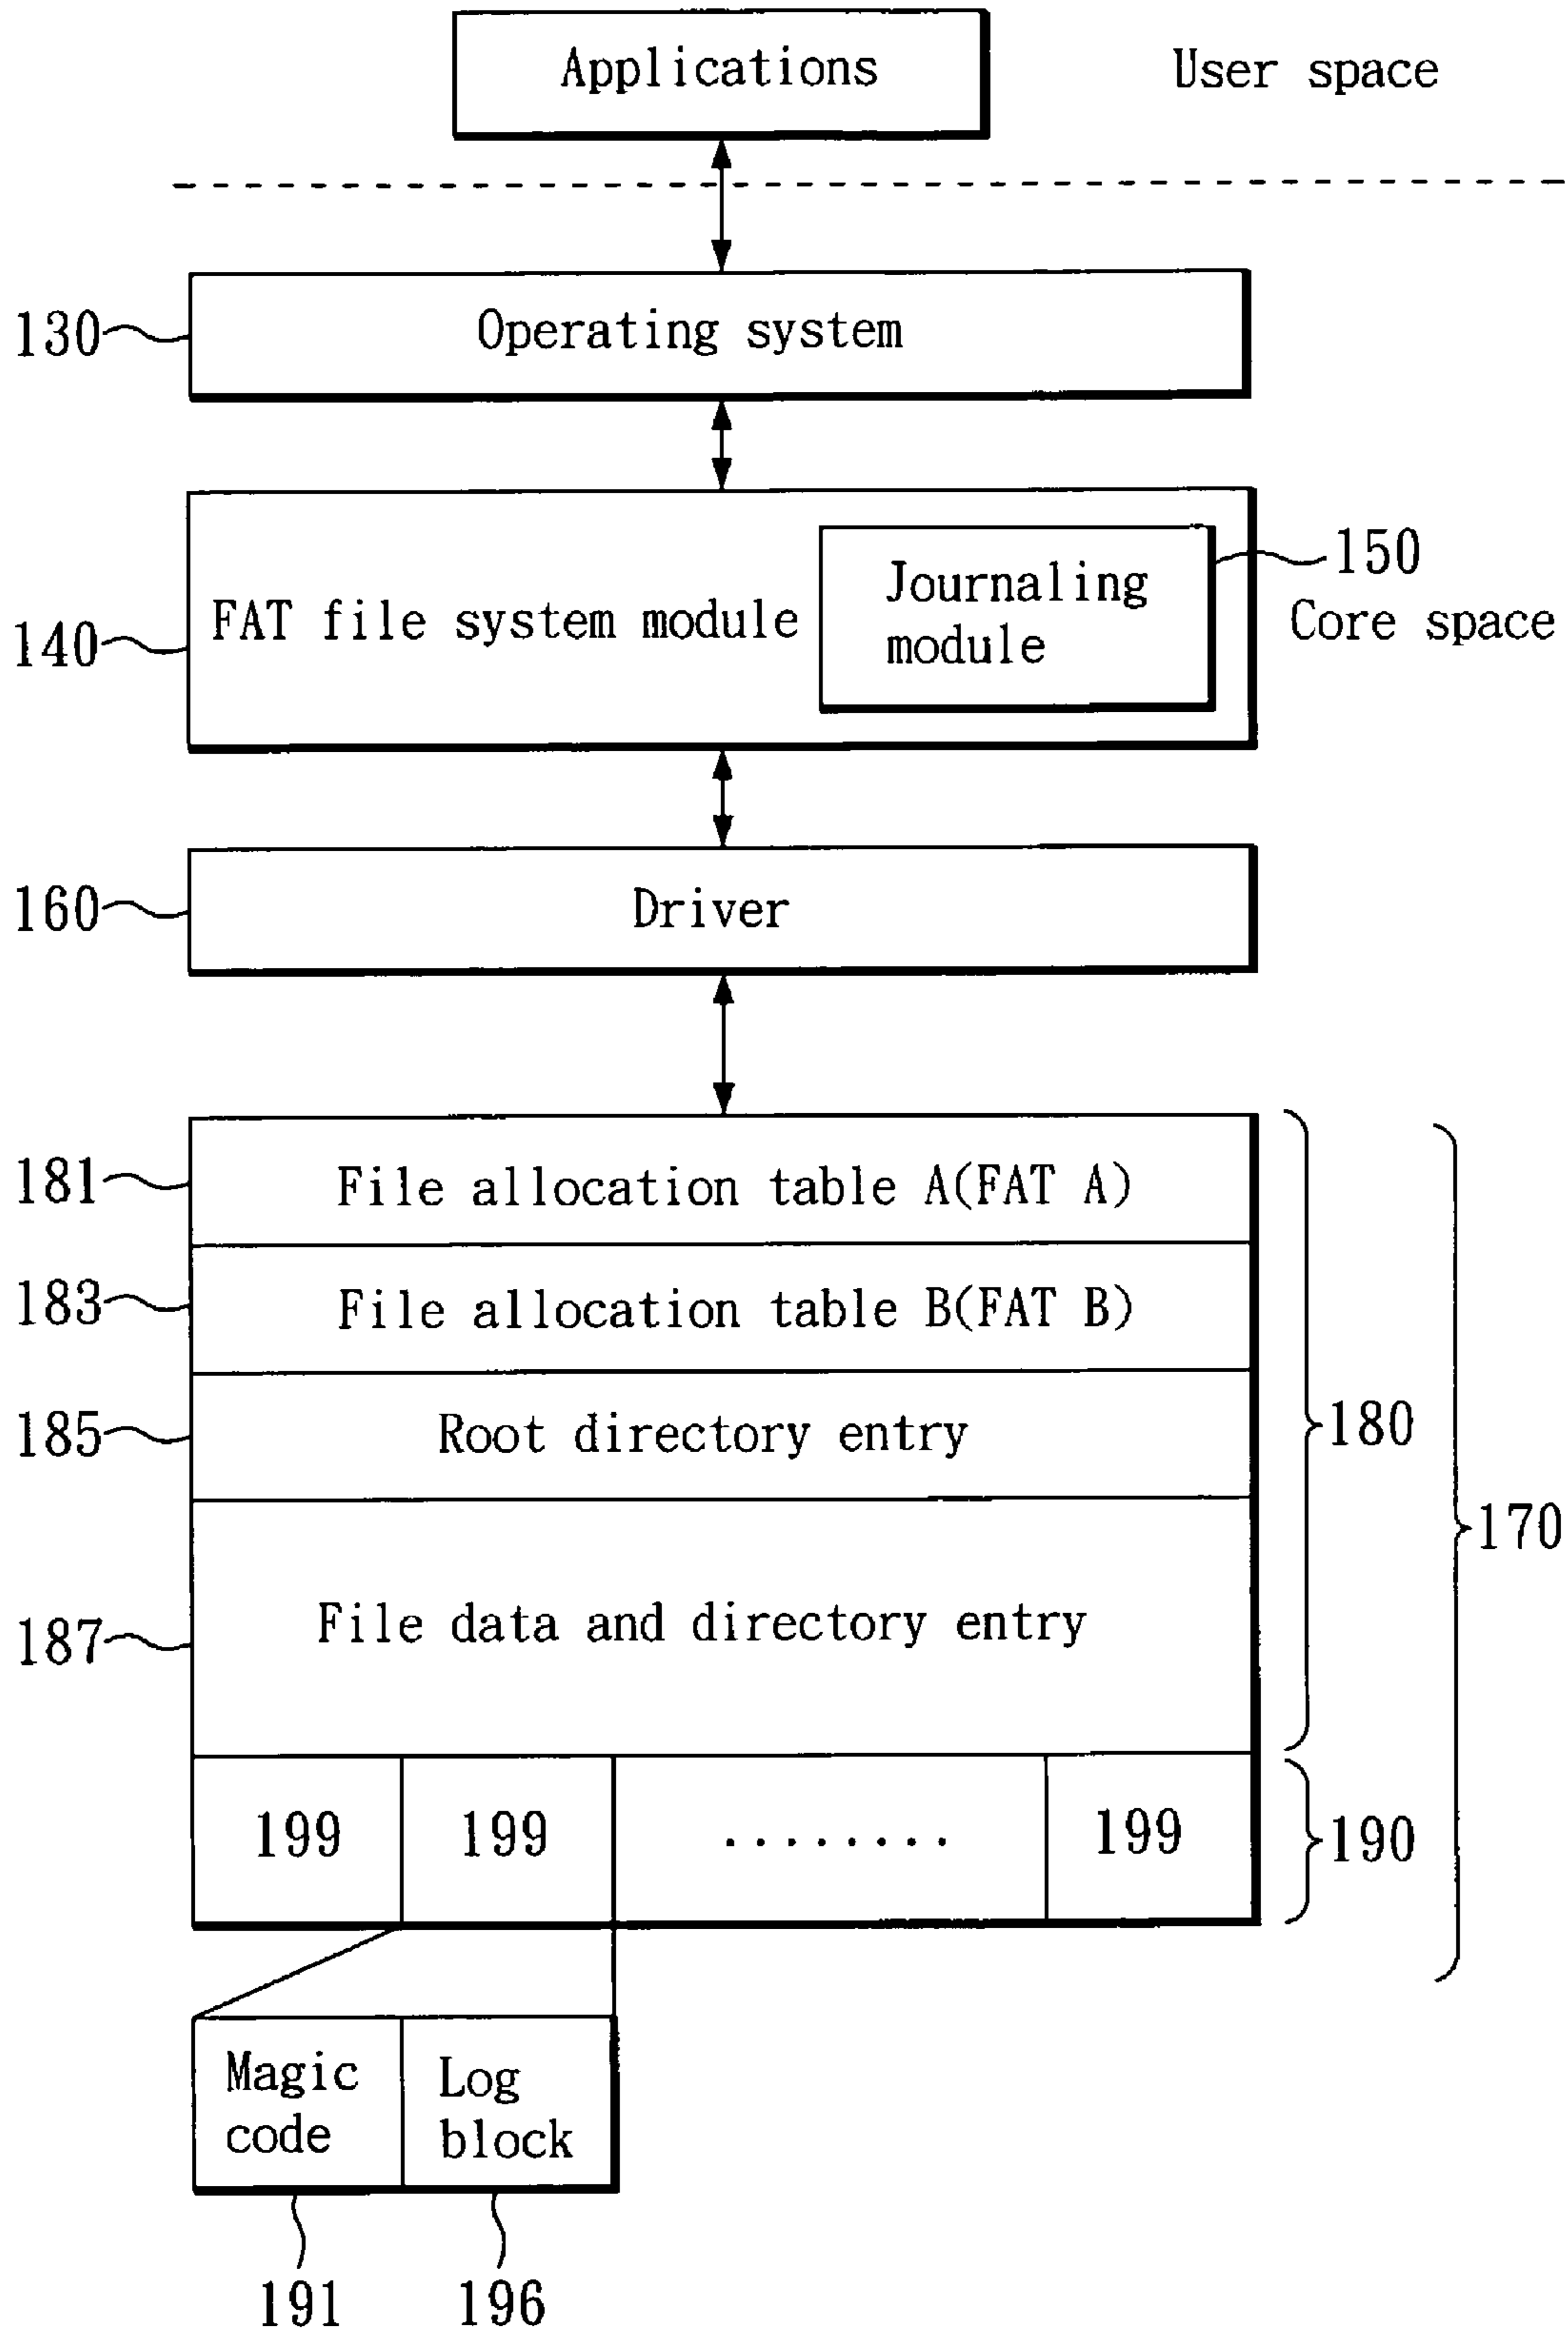 Applications
User space
130
Operating system
150
Journaling
module
FAT file system module
Core space
140
160
Driver
181
File allocation table A(FAT A)
183
File allocation table B(FAT B)
185
Root directory entry
180
170
187
File data and directory entry
199
199
........
199
190
Magic
code
Log
block
191
196